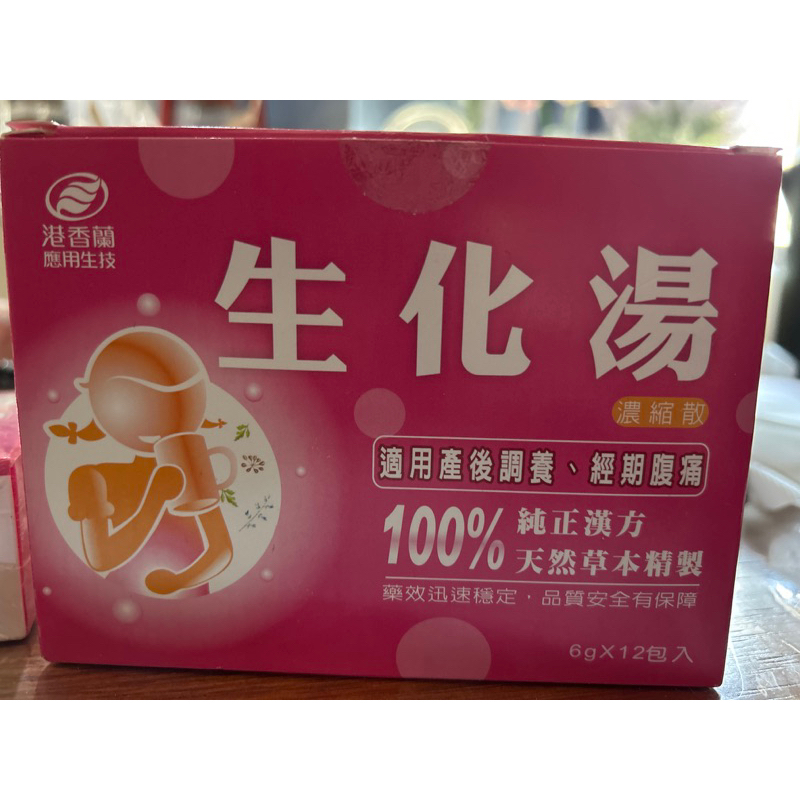 港香蘭
應用生技
生化湯
濃縮散
適用產後調養、經期腹痛
100%
純正漢方
天然草本精製
藥效迅速穩定，品質安全有保障
6gX12包入